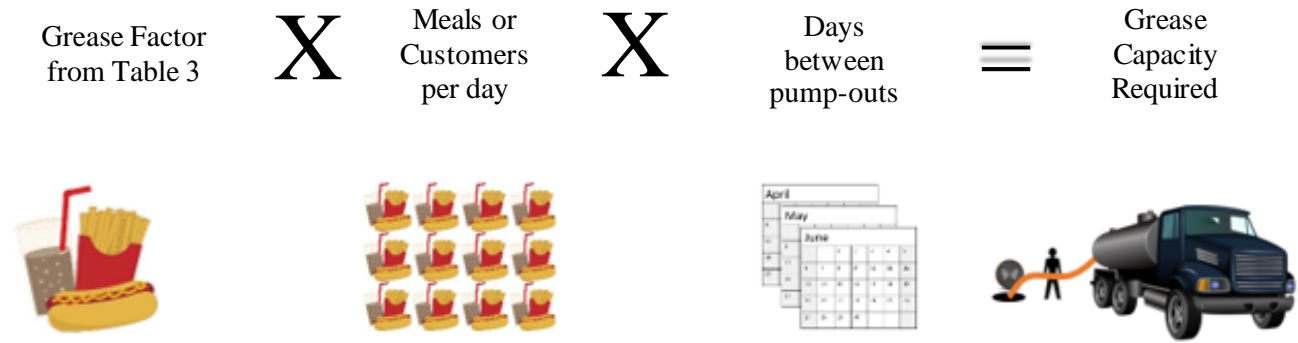 Grease Factor
from Table 3
X
Meals or
Customers
per day
X
Days
between
pump-outs
=
Grease
Capacity
Required
April
May
June